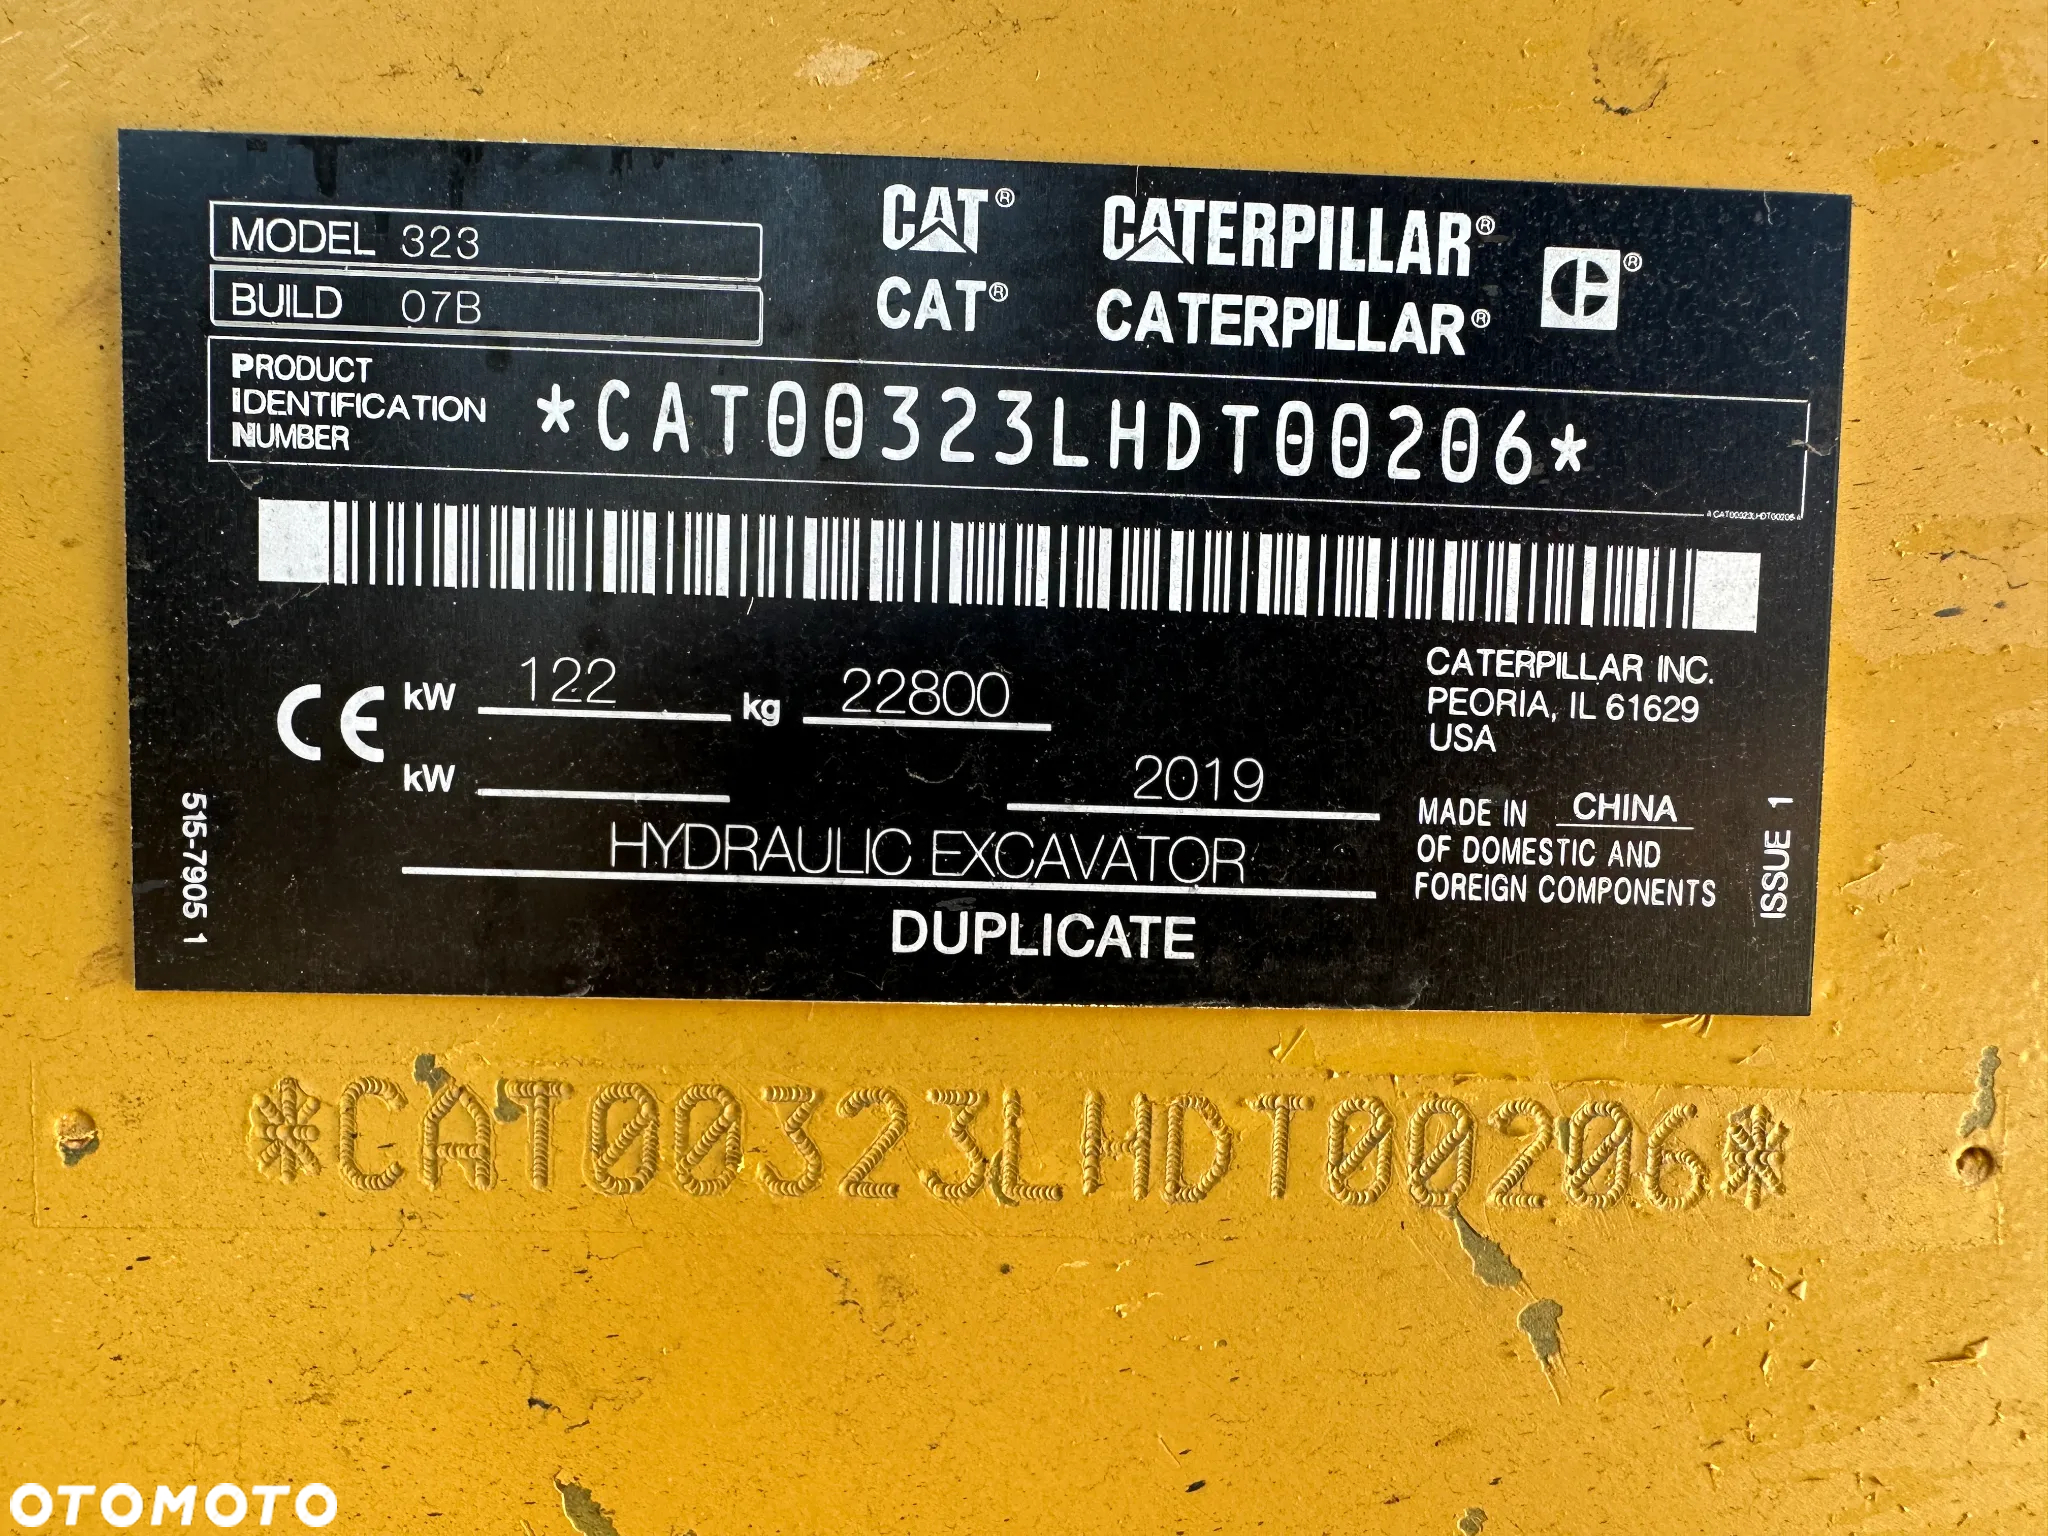 MODEL 323
BUILD 07B
CAT® CATERPILLAR®
CAT® CATERPILLAR®
PRODUCT
IDENTIFICATION
NUMBER
*CAT00323LHDT00206*
CE kW 122 kg 22800
kW
2019
HYDRAULIC EXCAVATOR
DUPLICATE
CATERPILLAR INC.
PEORIA, IL 61629
USA
MADE IN CHINA
OF DOMESTIC AND
FOREIGN COMPONENTS
515-7905 1
ISSUE 1
*CAT00323LHDT00206*
OTOMOTO